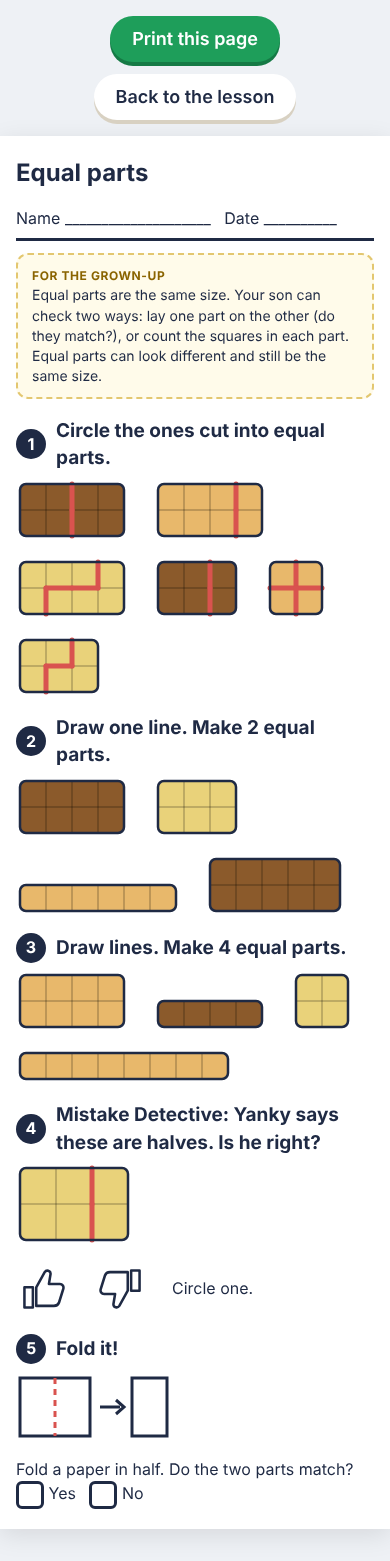 Print this page
Back to the lesson
Equal parts
Name ____________________ Date __________
FOR THE GROWN-UP
Equal parts are the same size. Your son can
check two ways: lay one part on the other (do
they match?), or count the squares in each part.
Equal parts can look different and still be the
same size.
1 Circle the ones cut into equal
parts.
2 Draw one line. Make 2 equal
parts.
3 Draw lines. Make 4 equal parts.
4 Mistake Detective: Yanky says
these are halves. Is he right?
Circle one.
5 Fold it!
Fold a paper in half. Do the two parts match?
Yes No